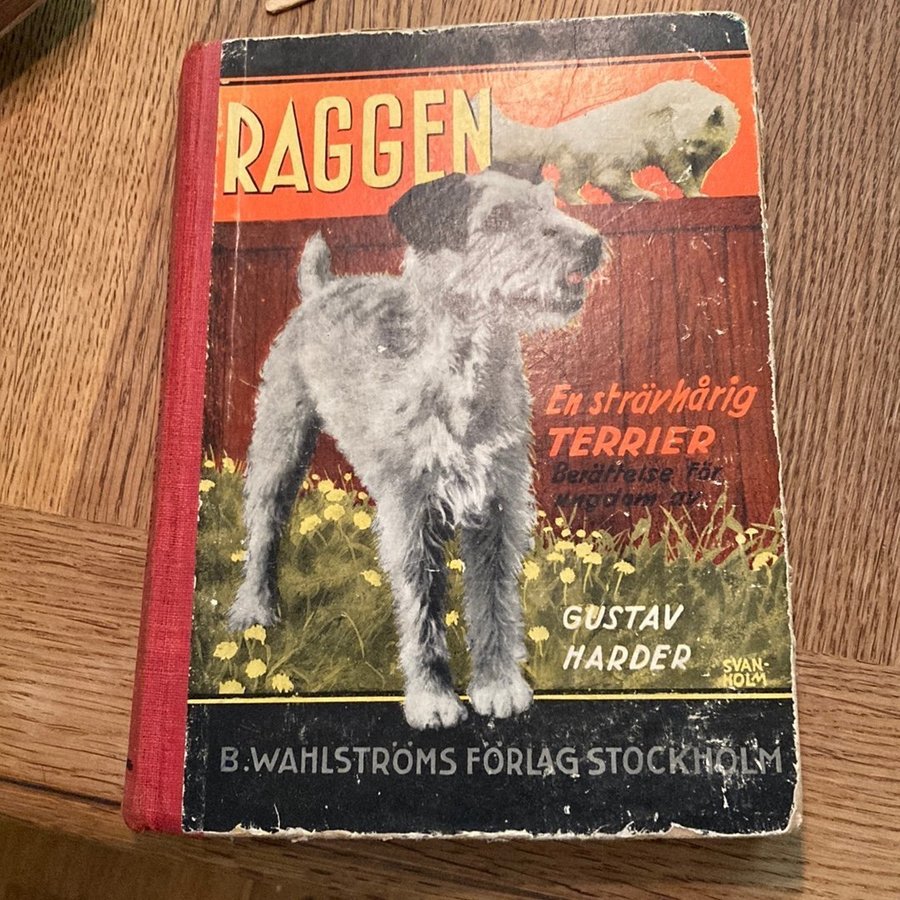 RAGGEN
En strävhårig
TERRIER
Berättelse för
ungdom av
GUSTAV
HARDER
SVAN-
HOLM
B. WAHLSTRÖMS FÖRLAG STOCKHOLM